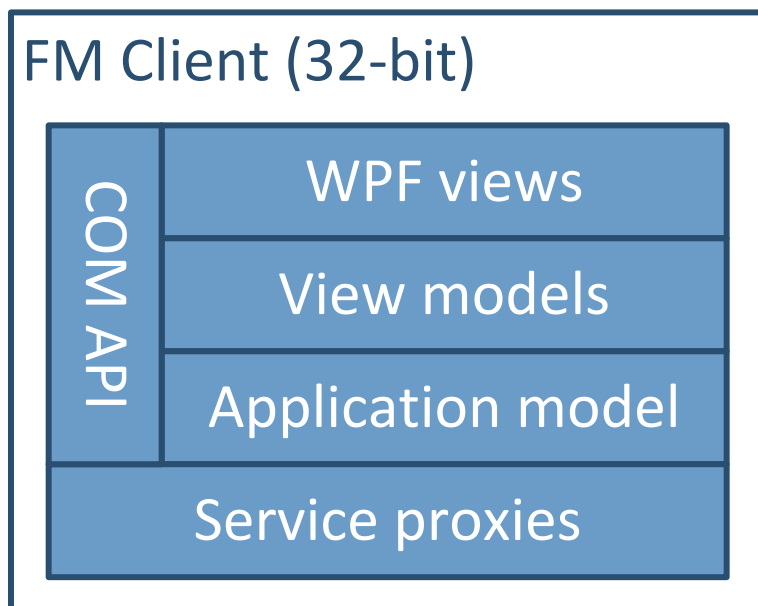 FM Client (32-bit)
COM API
WPF views
View models
Application model
Service proxies